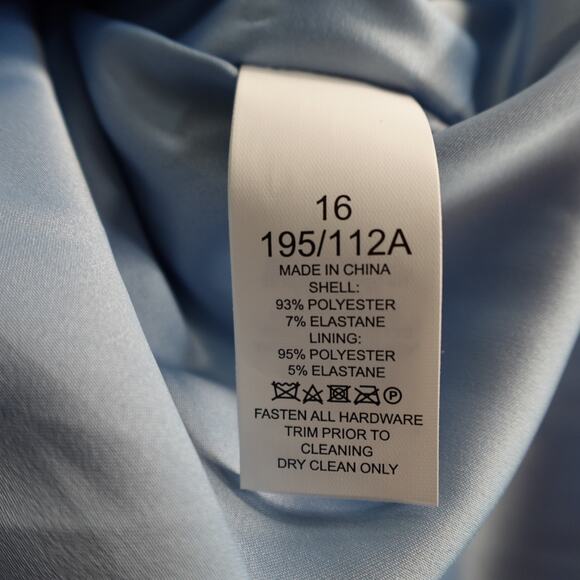 16
195/112A
MADE IN CHINA
SHELL:
93% POLYESTER
7% ELASTANE
LINING:
95% POLYESTER
5% ELASTANE
P
FASTEN ALL HARDWARE
TRIM PRIOR TO
CLEANING
DRY CLEAN ONLY